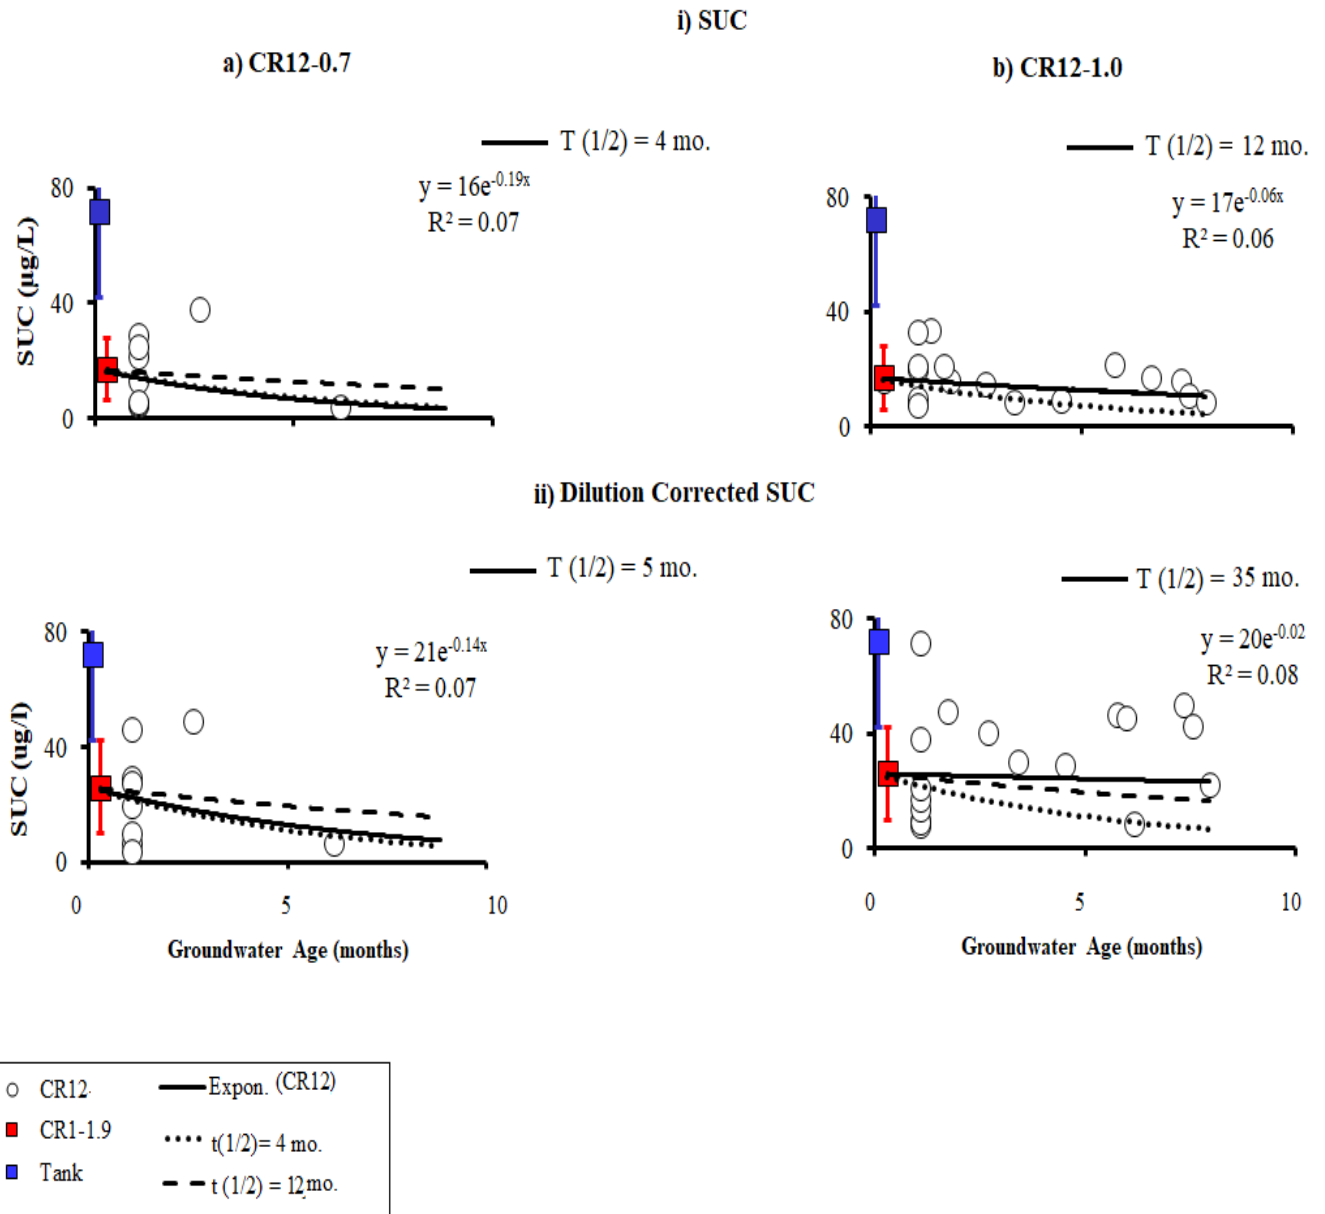 i) SUC
a) CR12-0.7
b) CR12-1.0
T (1/2) = 4 mo.
T (1/2) = 12 mo.
y = 16e^-0.19x
R² = 0.07
y = 17e^-0.06x
R² = 0.06
SUC (µg/L)
80
40
0
80
40
0
ii) Dilution Corrected SUC
T (1/2) = 5 mo.
T (1/2) = 35 mo.
y = 21e^-0.14x
R² = 0.07
y = 20e^-0.02
R² = 0.08
SUC (ug/l)
80
40
0
80
40
0
0 5 10
0 5 10
Groundwater Age (months)
Groundwater Age (months)
CR12
Expon. (CR12)
CR1-1.9
t(1/2)= 4 mo.
Tank
t (1/2) = 12 mo.